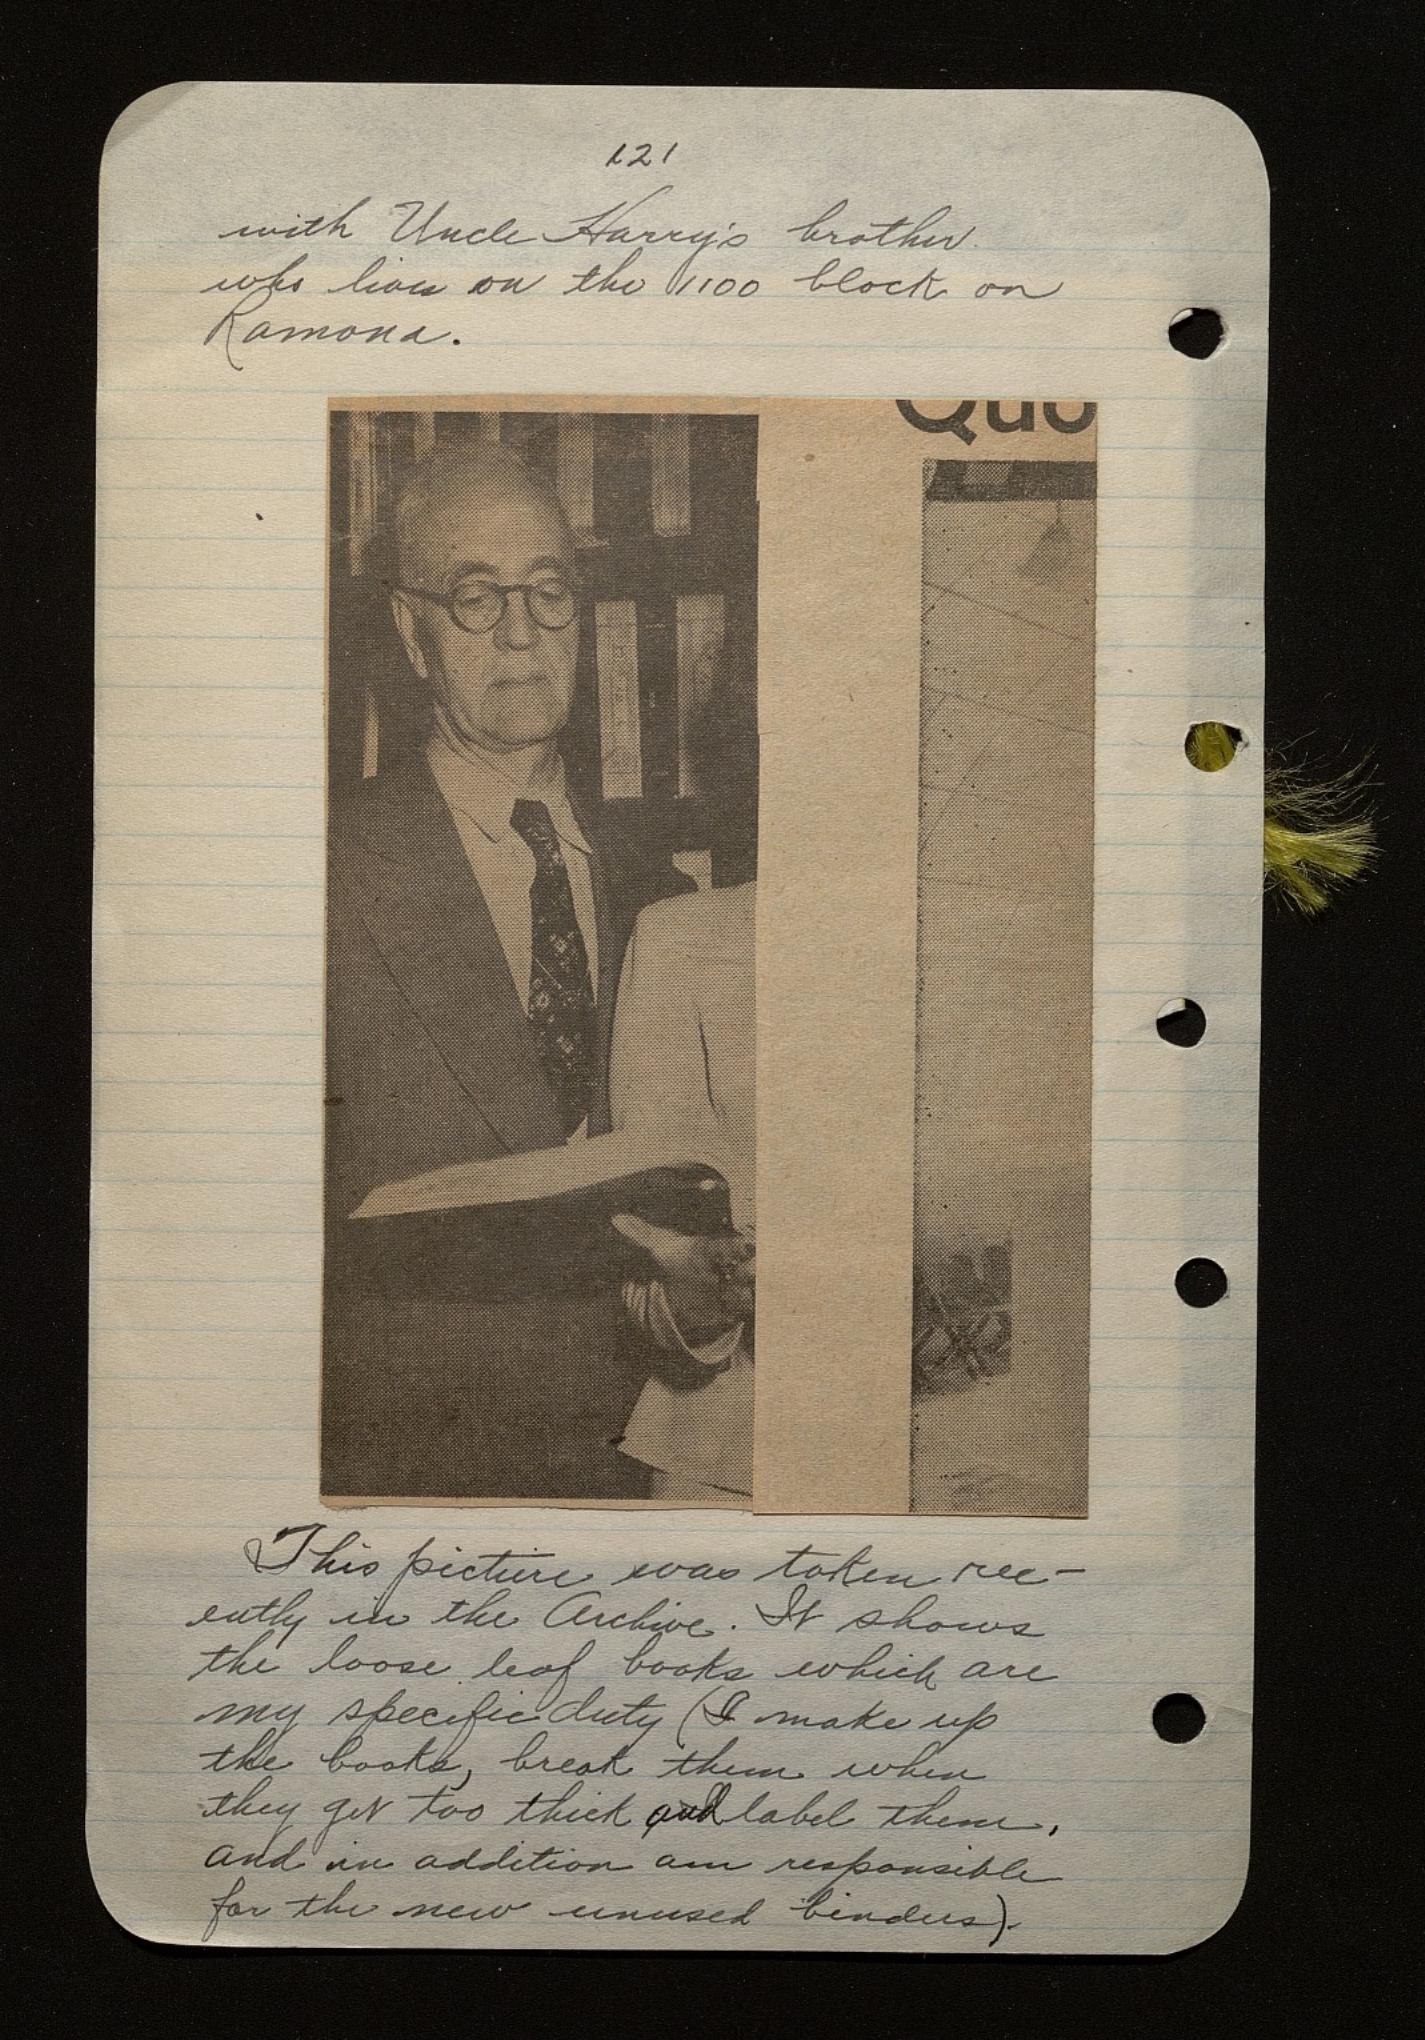 121
with Uncle Harry's brother
who lives on the 1100 block on
Ramona.
Quo
This picture was taken rec-
ently in the Archive. It shows
the loose leaf books which are
my specific duty (I make up
the books, break them when
they get too thick and label them,
and in addition am responsible
for the new unused binders).